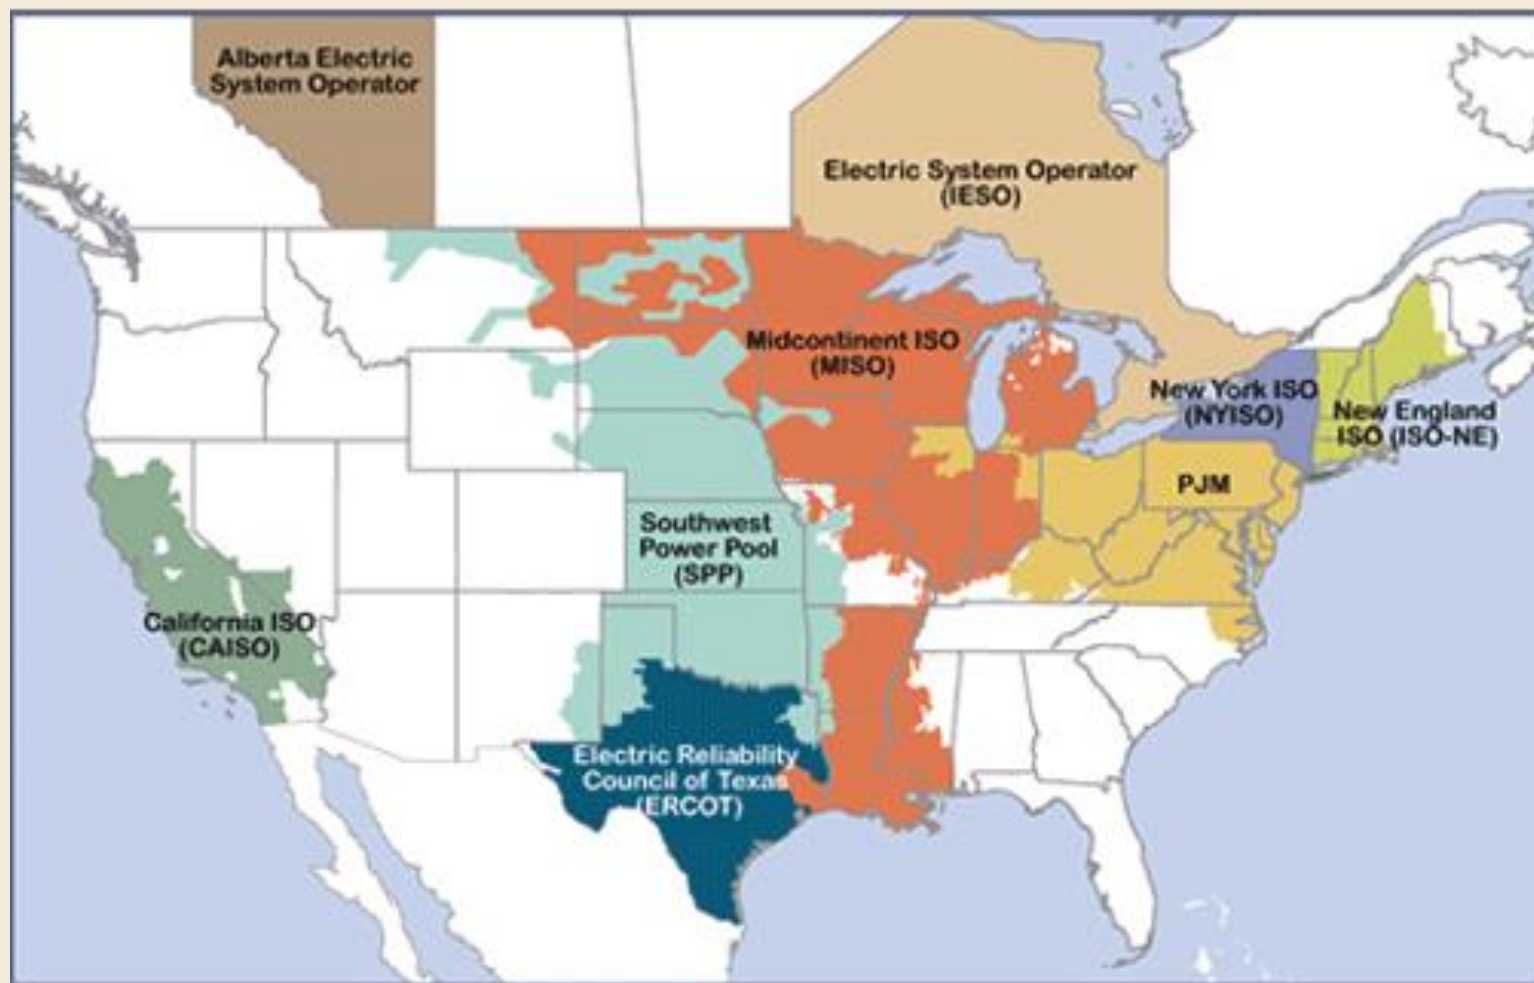 Alberta Electric
System Operator
Electric System Operator
(IESO)
Midcontinent ISO
(MISO)
New York ISO
(NYISO)
New England
ISO (ISO-NE)
PJM
Southwest
Power Pool
(SPP)
California ISO
(CAISO)
Electric Reliability
Council of Texas
(ERCOT)